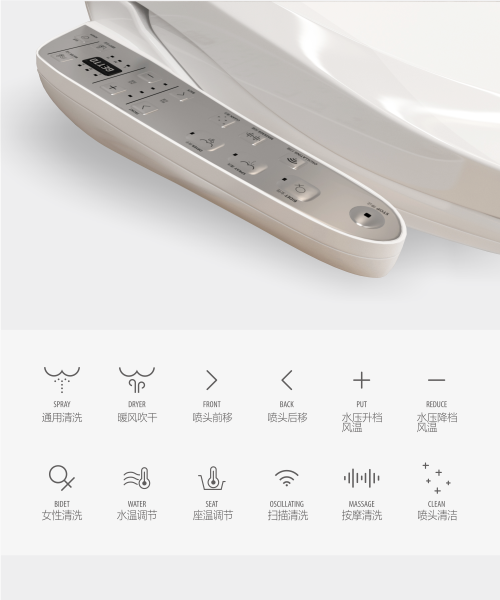 GETTO
SPRAY
通用清洗
DRYER
暖风吹干
FRONT
喷头前移
BACK
喷头后移
PUT
水压升档
风温
REDUCE
水压降档
风温
BIDET
女性清洗
WATER
水温调节
SEAT
座温调节
OSCILLATING
扫描清洗
MASSAGE
按摩清洗
CLEAN
喷头清洁